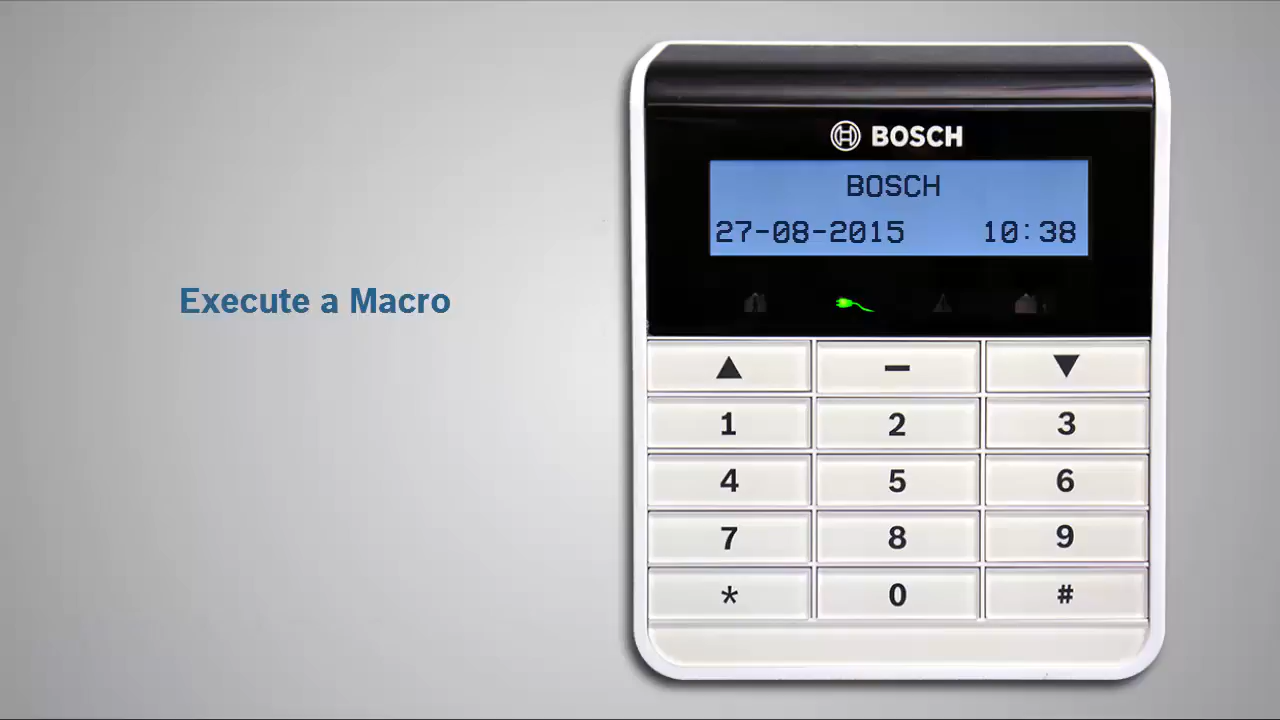 Execute a Macro
BOSCH
BOSCH
27-08-2015 10:38
▲ – ▼
1 2 3
4 5 6
7 8 9
* 0 #